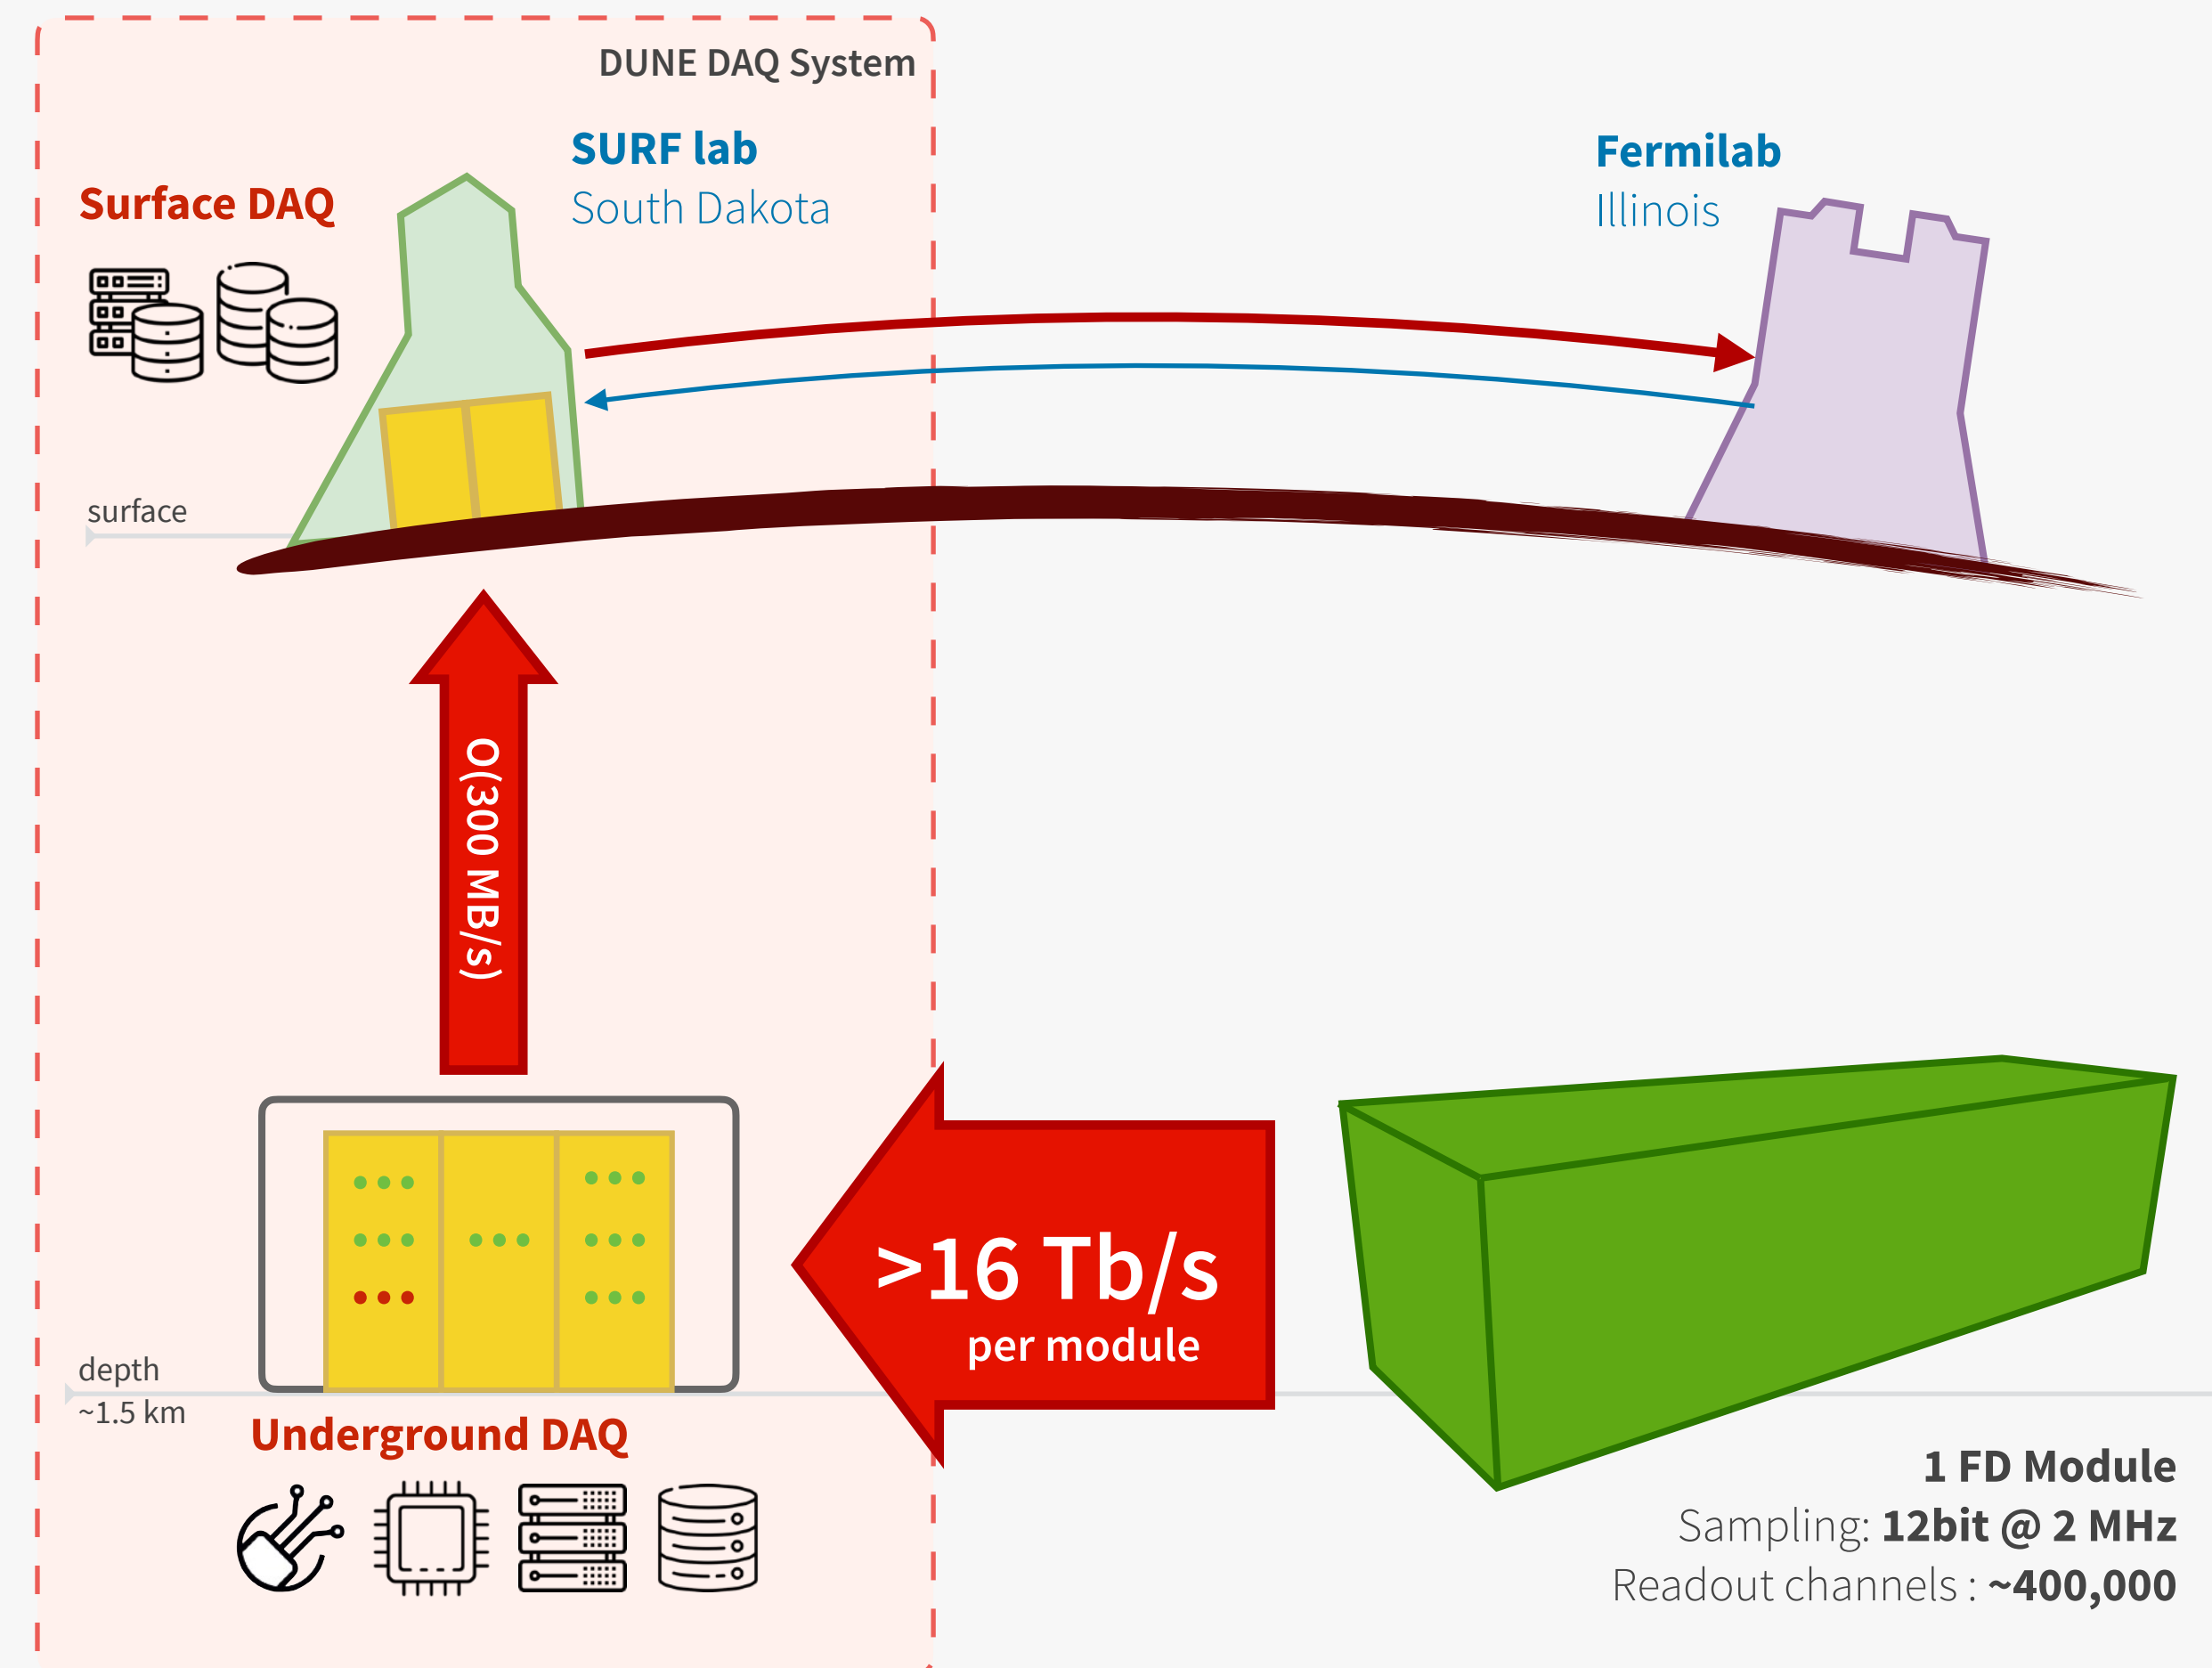 DUNE DAQ System
SURF lab
South Dakota
Fermilab
Illinois
Surface DAQ
surface
O(300 MB/s)
>16 Tb/s
per module
depth
~1.5 km
Underground DAQ
1 FD Module
Sampling: 12bit @ 2 MHz
Readout channels : ~400,000